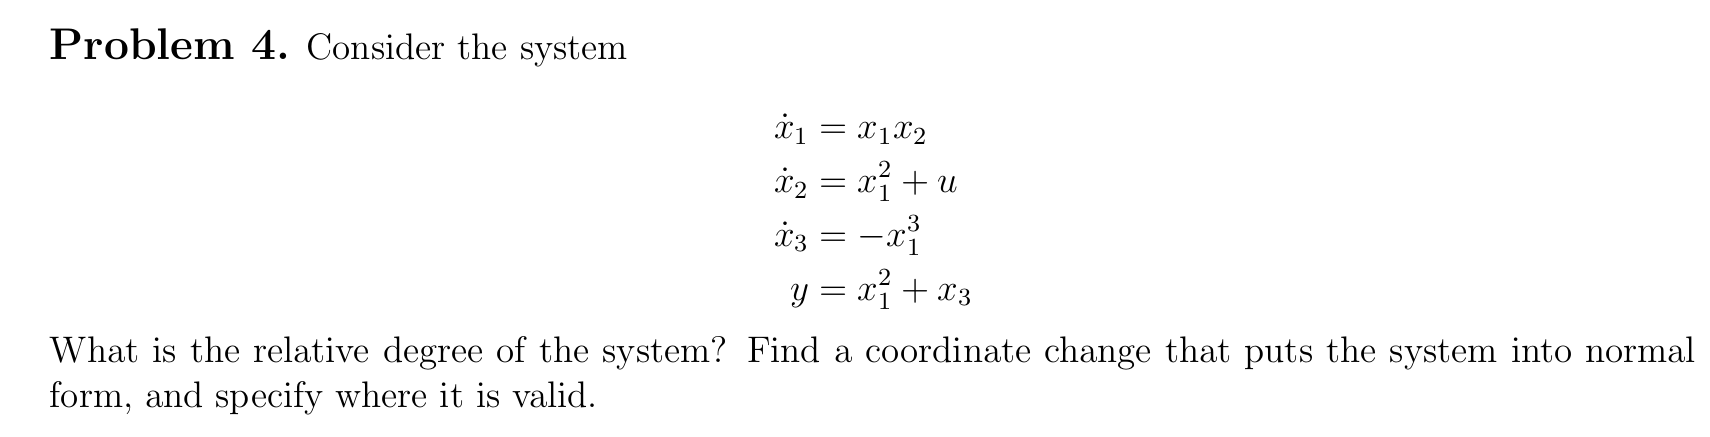 Problem 4. Consider the system
ẋ₁ = x₁x₂
ẋ₂ = x₁² + u
ẋ₃ = −x₁³
y = x₁² + x₃
What is the relative degree of the system? Find a coordinate change that puts the system into normal
form, and specify where it is valid.